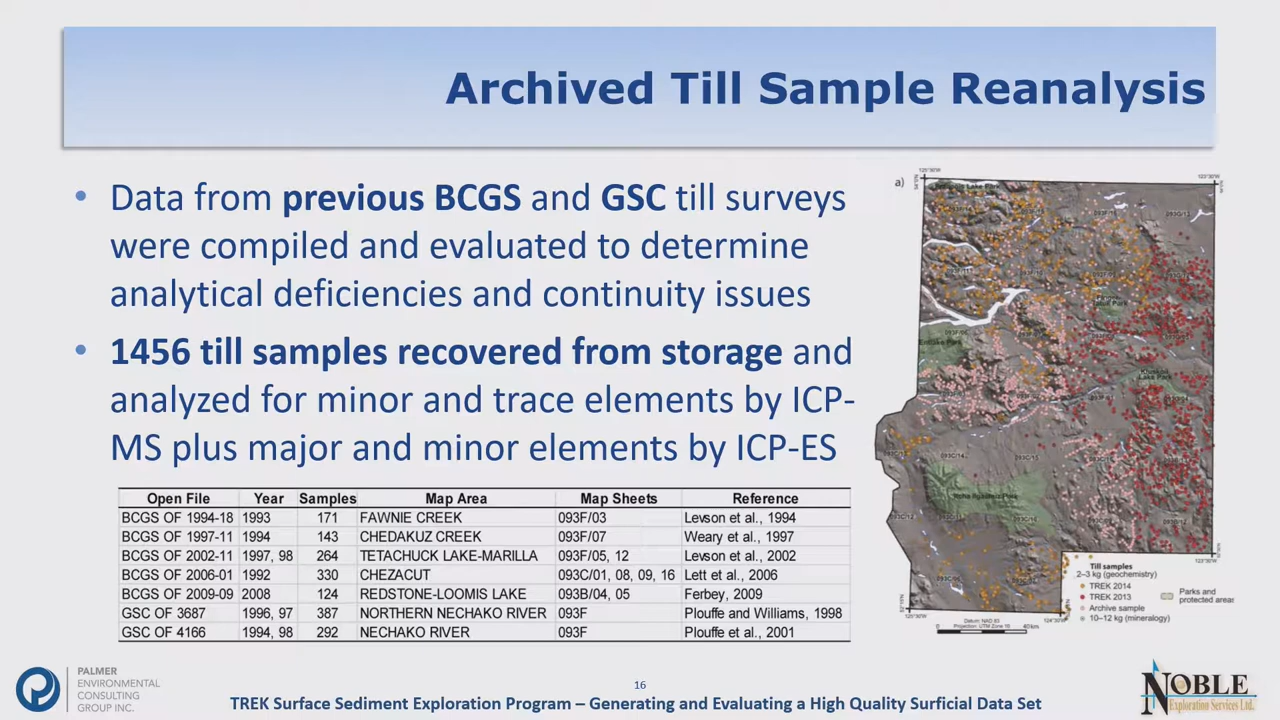 Archived Till Sample Reanalysis
• Data from previous BCGS and GSC till surveys
were compiled and evaluated to determine
analytical deficiencies and continuity issues
• 1456 till samples recovered from storage and
analyzed for minor and trace elements by ICP-
MS plus major and minor elements by ICP-ES
Open File Year Samples Map Area Map Sheets Reference
BCGS OF 1994-18 1993 171 FAWNIE CREEK 093F/03 Levson et al., 1994
BCGS OF 1997-11 1994 143 CHEDAKUZ CREEK 093F/07 Weary et al., 1997
BCGS OF 2002-11 1997, 98 264 TETACHUCK LAKE-MARILLA 093F/05, 12 Levson et al., 2002
BCGS OF 2006-01 1992 330 CHEZACUT 093C/01, 08, 09, 16 Lett et al., 2006
BCGS OF 2009-09 2008 124 REDSTONE-LOOMIS LAKE 093B/04, 05 Ferbey, 2009
GSC OF 3687 1996, 97 387 NORTHERN NECHAKO RIVER 093F Plouffe and Williams, 1998
GSC OF 4166 1994, 98 292 NECHAKO RIVER 093F Plouffe et al., 2001
a)
Till samples
2–3 kg (geochemistry)
TREK 2014
TREK 2013
Archive sample
10–12 kg (mineralogy)
Parks and
protected areas
Datum: NAD 83
Projection: UTM Zone 10
0 40 km
PALMER
ENVIRONMENTAL
CONSULTING
GROUP INC.
16
TREK Surface Sediment Exploration Program – Generating and Evaluating a High Quality Surficial Data Set
NOBLE
Exploration Services Ltd.